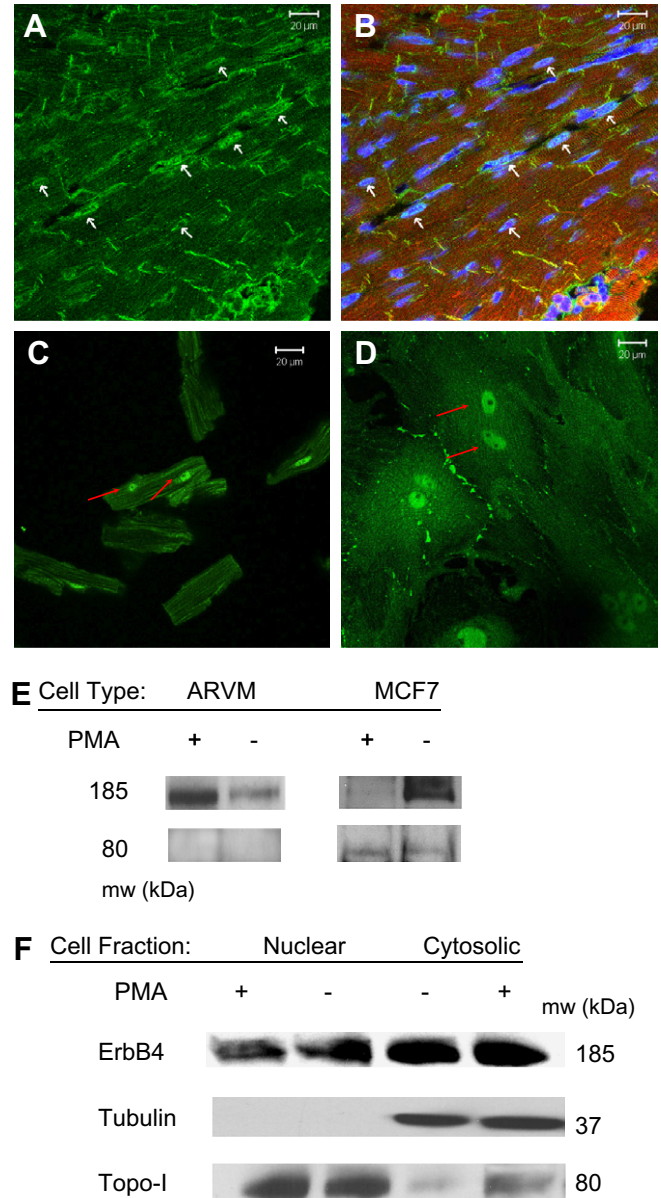 A 20 µm
B 20 µm
C 20 µm
D 20 µm
E Cell Type: ARVM MCF7
PMA + - + -
185
80
mw (kDa)
F Cell Fraction: Nuclear Cytosolic
PMA + - - + mw (kDa)
ErbB4 185
Tubulin 37
Topo-I 80